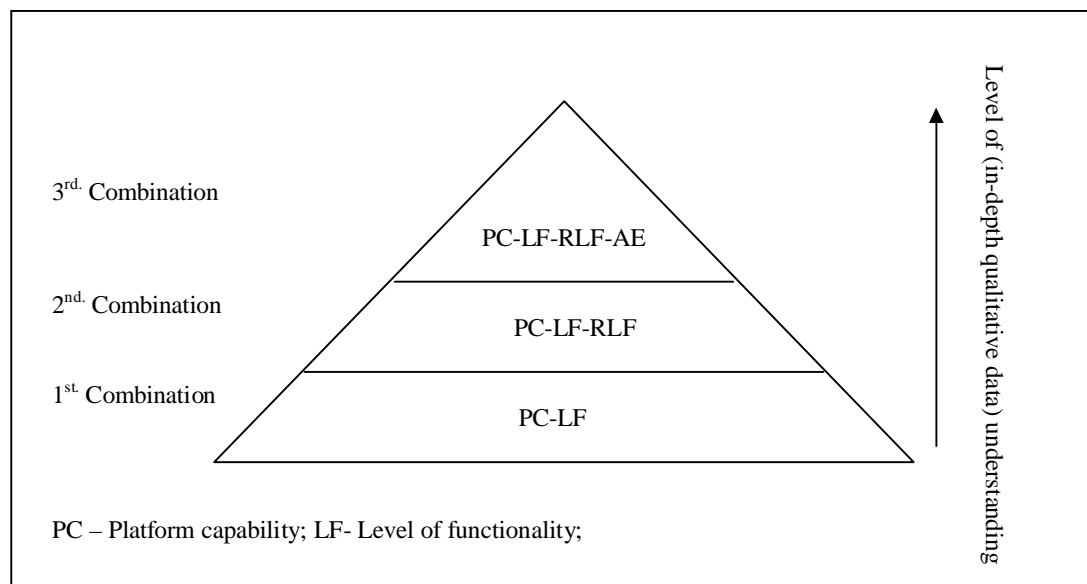 3rd. Combination
PC-LF-RLF-AE
2nd. Combination
PC-LF-RLF
1st. Combination
PC-LF
PC – Platform capability; LF- Level of functionality;
Level of (in-depth qualitative data) understanding